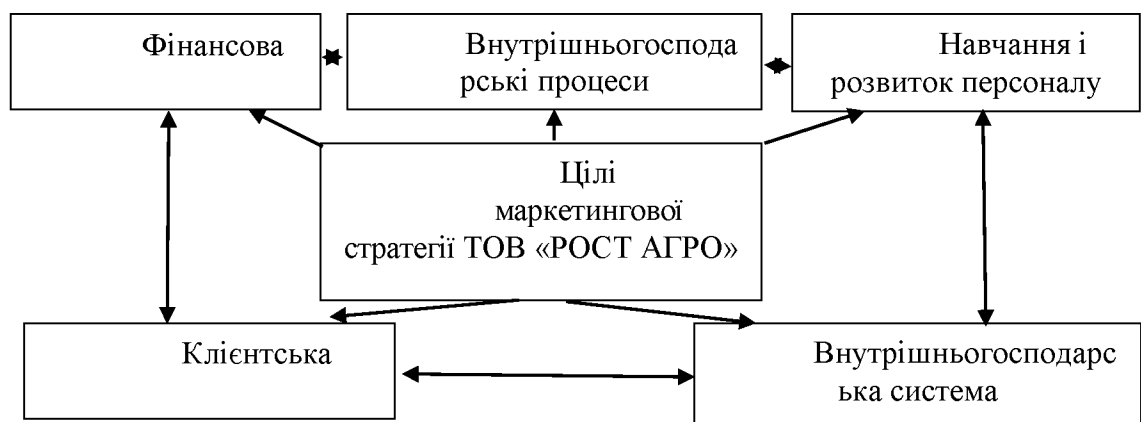 Фінансова
Внутрішньогоспода
рські процеси
Навчання і
розвиток персоналу
Цілі
маркетингової
стратегії ТОВ «РОСТ АГРО»
Клієнтська
Внутрішньогосподарс
ька система